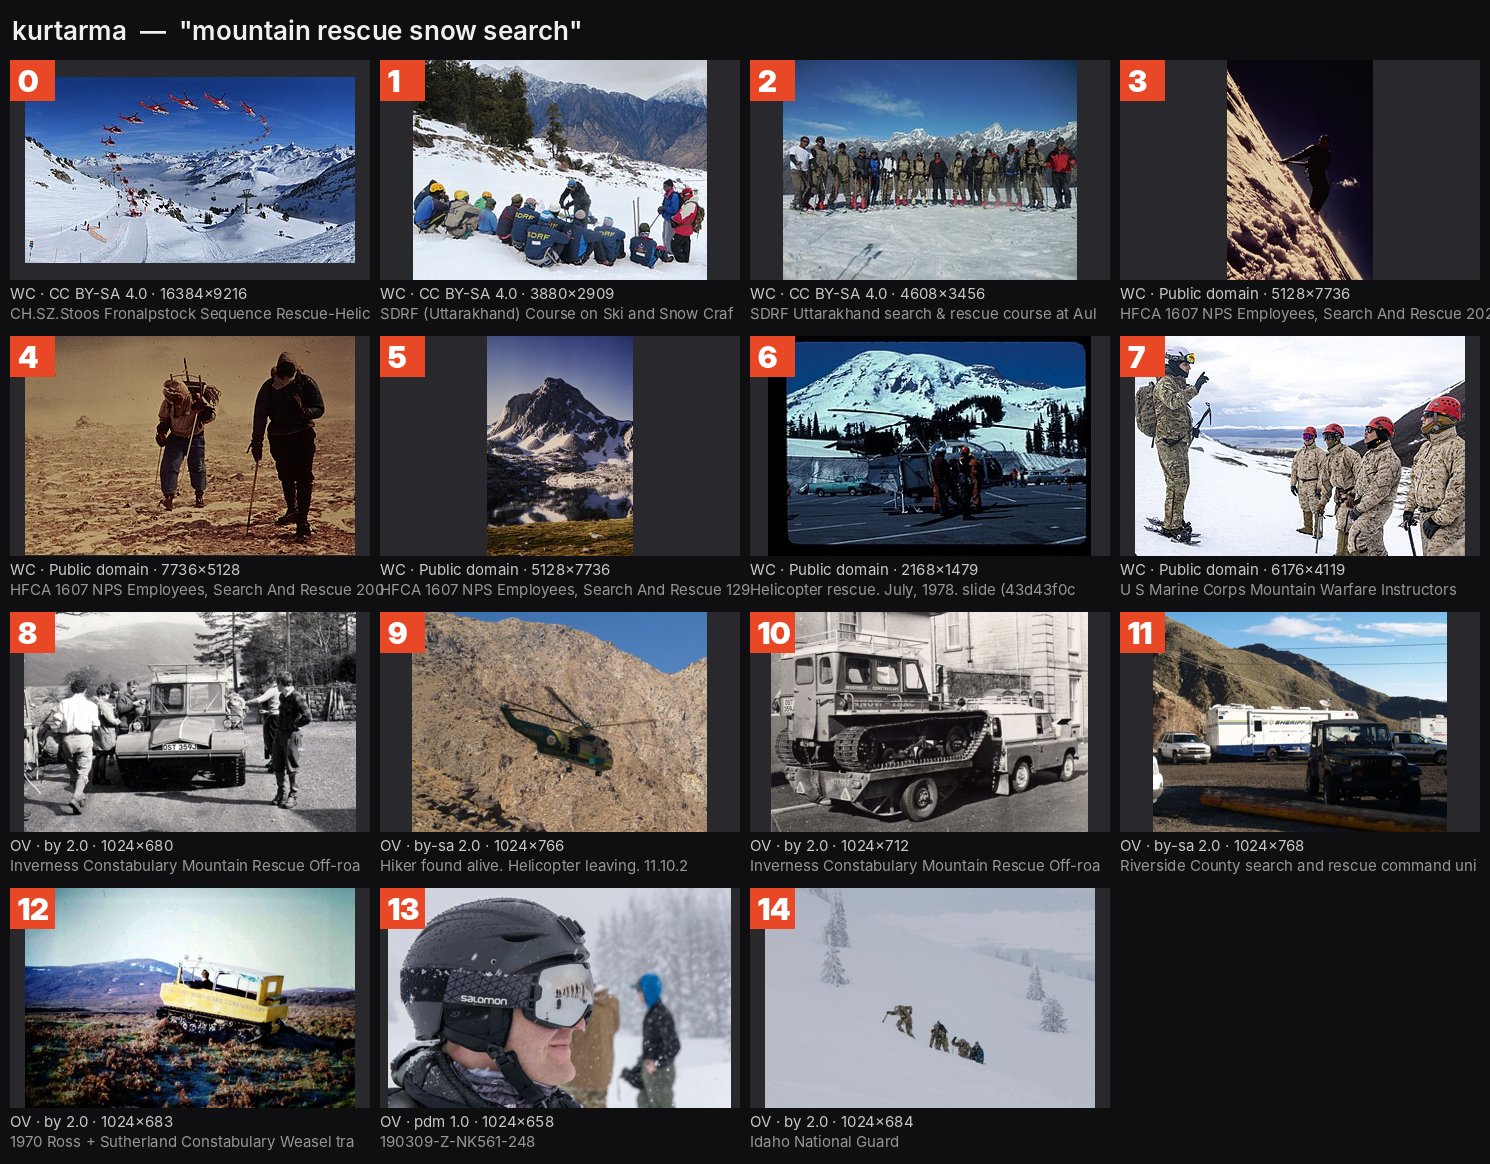 kurtarma — "mountain rescue snow search"
0
WC · CC BY-SA 4.0 · 16384×9216
CH.SZ.Stoos Fronalpstock Sequence Rescue-Helic
1
SDRF
SDRF
SDRF
WC · CC BY-SA 4.0 · 3880×2909
SDRF (Uttarakhand) Course on Ski and Snow Craf
2
WC · CC BY-SA 4.0 · 4608×3456
SDRF Uttarakhand search & rescue course at Aul
3
WC · Public domain · 5128×7736
HFCA 1607 NPS Employees, Search And Rescue 202
4
WC · Public domain · 7736×5128
HFCA 1607 NPS Employees, Search And Rescue 200
5
WC · Public domain · 5128×7736
HFCA 1607 NPS Employees, Search And Rescue 129
6
WC · Public domain · 2168×1479
Helicopter rescue. July, 1978. slide (43d43f0c
7
WC · Public domain · 6176×4119
U S Marine Corps Mountain Warfare Instructors
8
OST 359J
OV · by 2.0 · 1024×680
Inverness Constabulary Mountain Rescue Off-roa
9
OV · by-sa 2.0 · 1024×766
Hiker found alive. Helicopter leaving. 11.10.2
10
INVERNESS CONSTABULARY
OST 359J
OV · by 2.0 · 1024×712
Inverness Constabulary Mountain Rescue Off-roa
11
SHERIFF
OV · by-sa 2.0 · 1024×768
Riverside County search and rescue command uni
12
OV · by 2.0 · 1024×683
1970 Ross + Sutherland Constabulary Weasel tra
13
salomon
OV · pdm 1.0 · 1024×658
190309-Z-NK561-248
14
OV · by 2.0 · 1024×684
Idaho National Guard